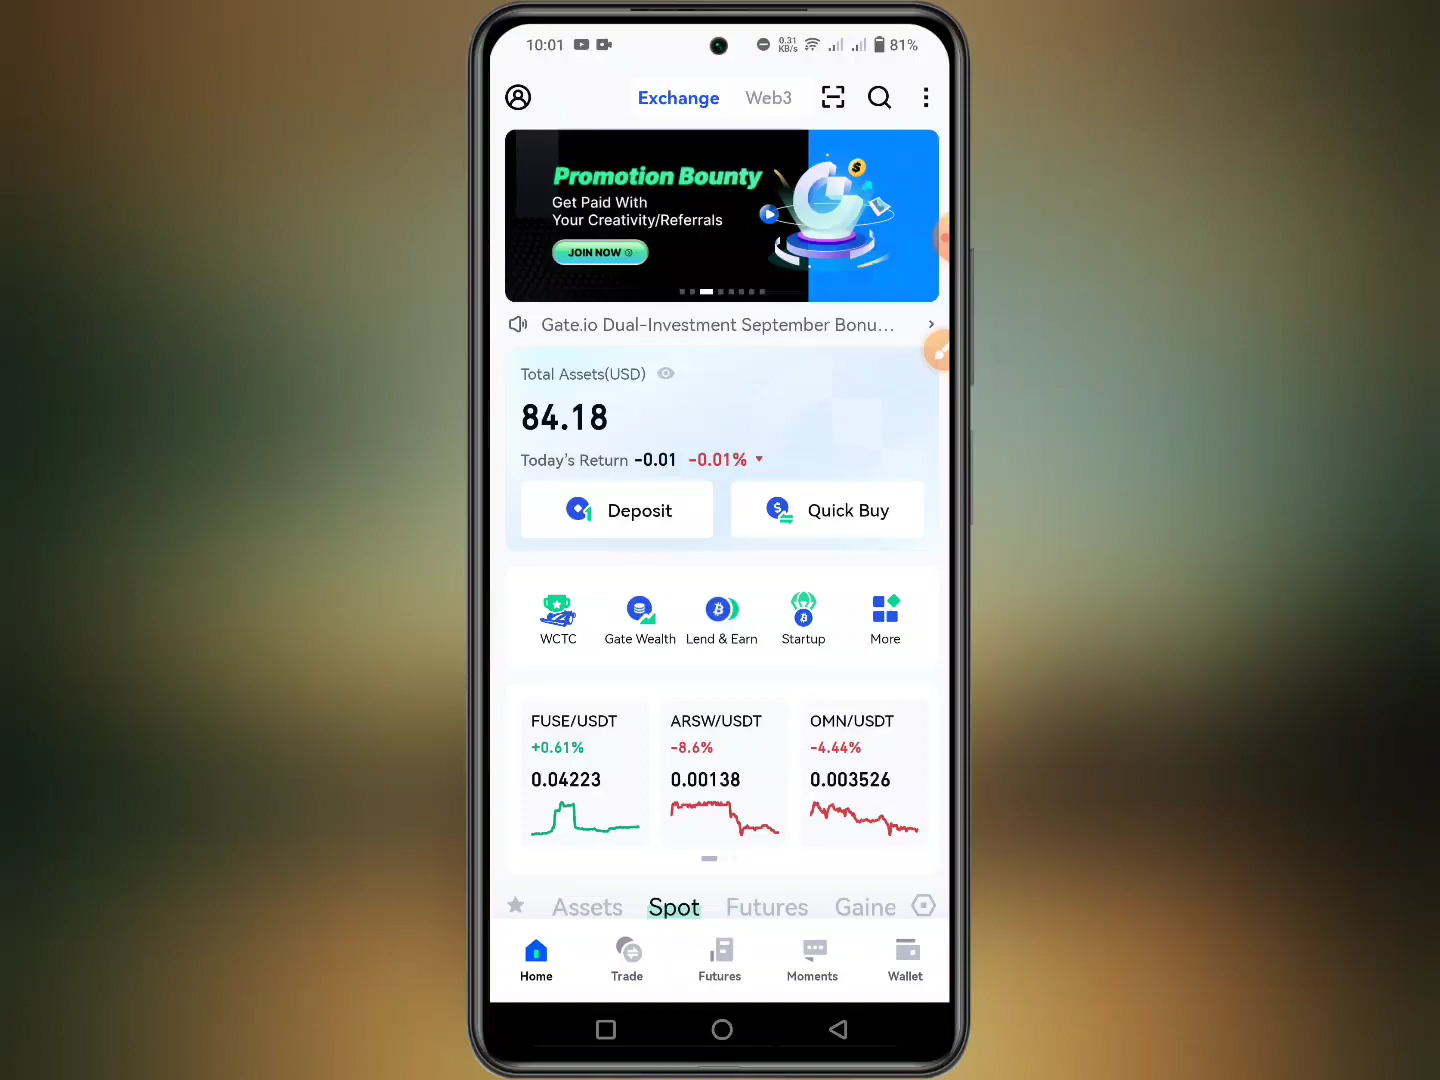 10:01
0.31 KB/s
81%
Exchange Web3
Promotion Bounty
Get Paid With
Your Creativity/Referrals
JOIN NOW
Gate.io Dual-Investment September Bonu...
Total Assets(USD)
84.18
Today's Return -0.01 -0.01%
Deposit Quick Buy
WCTC Gate Wealth Lend & Earn Startup More
FUSE/USDT ARSW/USDT OMN/USDT
+0.61% -8.6% -4.44%
0.04223 0.00138 0.003526
Assets Spot Futures Gaine
Home Trade Futures Moments Wallet